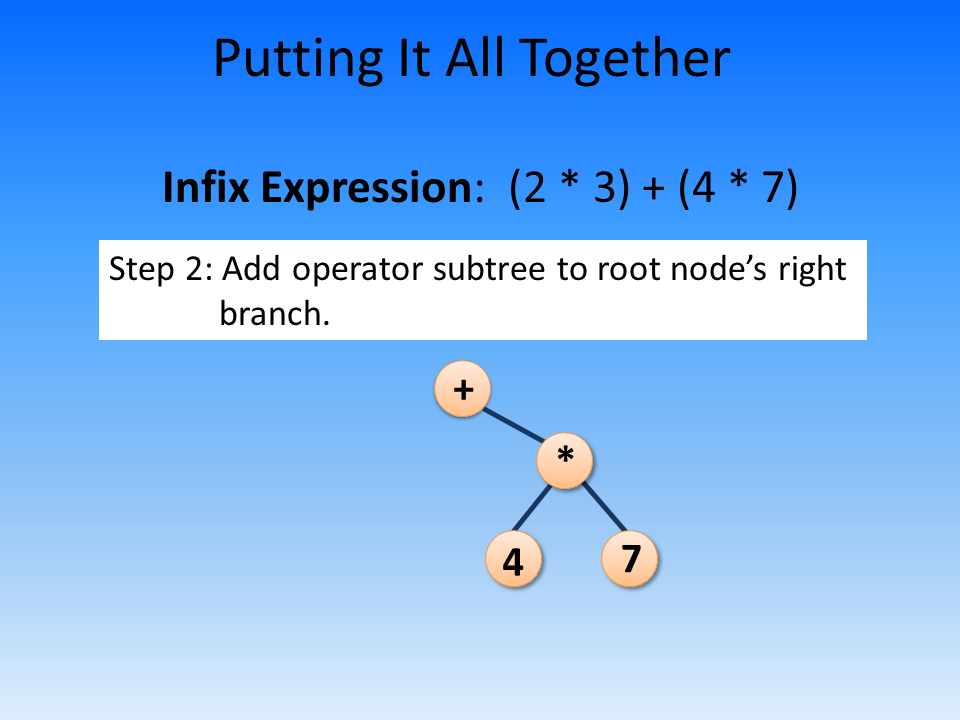 Putting It All Together
Infix Expression: (2 * 3) + (4 * 7)
Step 2: Add operator subtree to root node’s right
branch.
+
*
4
7